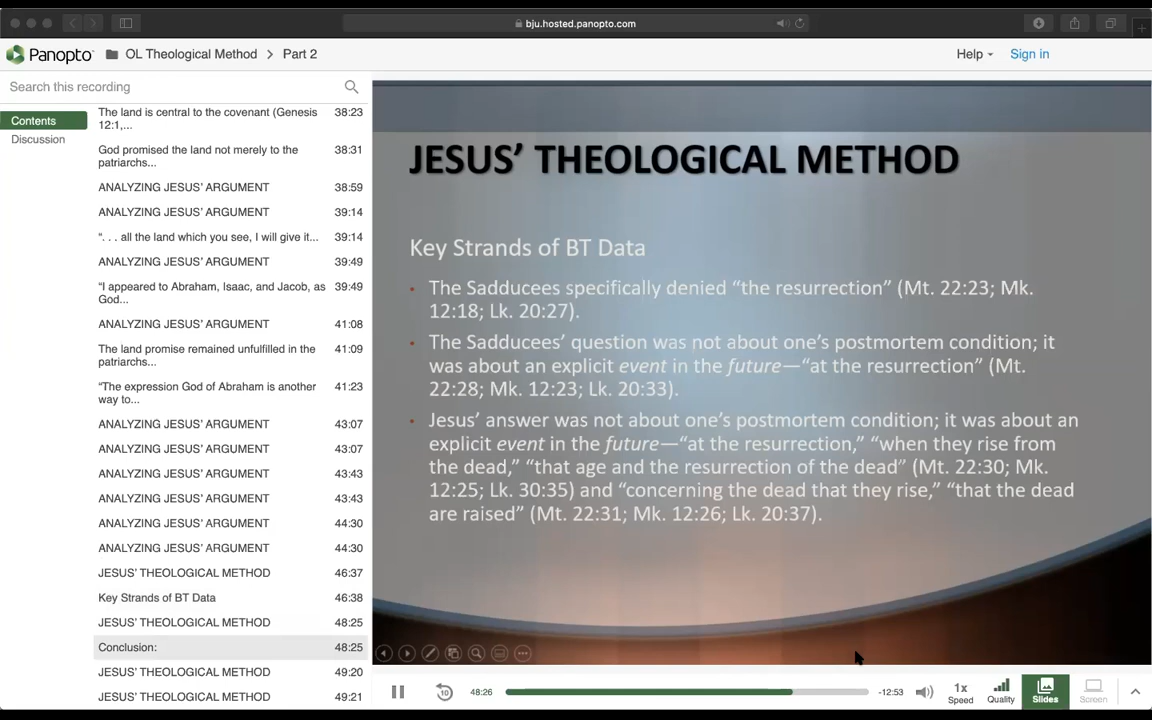 bju.hosted.panopto.com
Panopto
OL Theological Method > Part 2
Help
Sign in
Search this recording
Contents
Discussion
The land is central to the covenant (Genesis 38:23
12:1,...
God promised the land not merely to the 38:31
patriarchs...
ANALYZING JESUS' ARGUMENT 38:59
ANALYZING JESUS' ARGUMENT 39:14
“. . . all the land which you see, I will give it... 39:14
ANALYZING JESUS' ARGUMENT 39:49
“I appeared to Abraham, Isaac, and Jacob, as 39:49
God...
ANALYZING JESUS' ARGUMENT 41:08
The land promise remained unfulfilled in the 41:09
patriarchs...
“The expression God of Abraham is another 41:23
way to...
ANALYZING JESUS' ARGUMENT 43:07
ANALYZING JESUS' ARGUMENT 43:07
ANALYZING JESUS' ARGUMENT 43:43
ANALYZING JESUS' ARGUMENT 43:43
ANALYZING JESUS' ARGUMENT 44:30
ANALYZING JESUS' ARGUMENT 44:30
JESUS' THEOLOGICAL METHOD 46:37
Key Strands of BT Data 46:38
JESUS' THEOLOGICAL METHOD 48:25
Conclusion: 48:25
JESUS' THEOLOGICAL METHOD 49:20
JESUS' THEOLOGICAL METHOD 49:21
JESUS’ THEOLOGICAL METHOD
Key Strands of BT Data
• The Sadducees specifically denied “the resurrection” (Mt. 22:23; Mk.
12:18; Lk. 20:27).
• The Sadducees’ question was not about one’s postmortem condition; it
was about an explicit event in the future—“at the resurrection” (Mt.
22:28; Mk. 12:23; Lk. 20:33).
• Jesus’ answer was not about one’s postmortem condition; it was about an
explicit event in the future—“at the resurrection,” “when they rise from
the dead,” “that age and the resurrection of the dead” (Mt. 22:30; Mk.
12:25; Lk. 30:35) and “concerning the dead that they rise,” “that the dead
are raised” (Mt. 22:31; Mk. 12:26; Lk. 20:37).
10
48:26
-12:53
1x
Speed
Quality
Slides
Screen